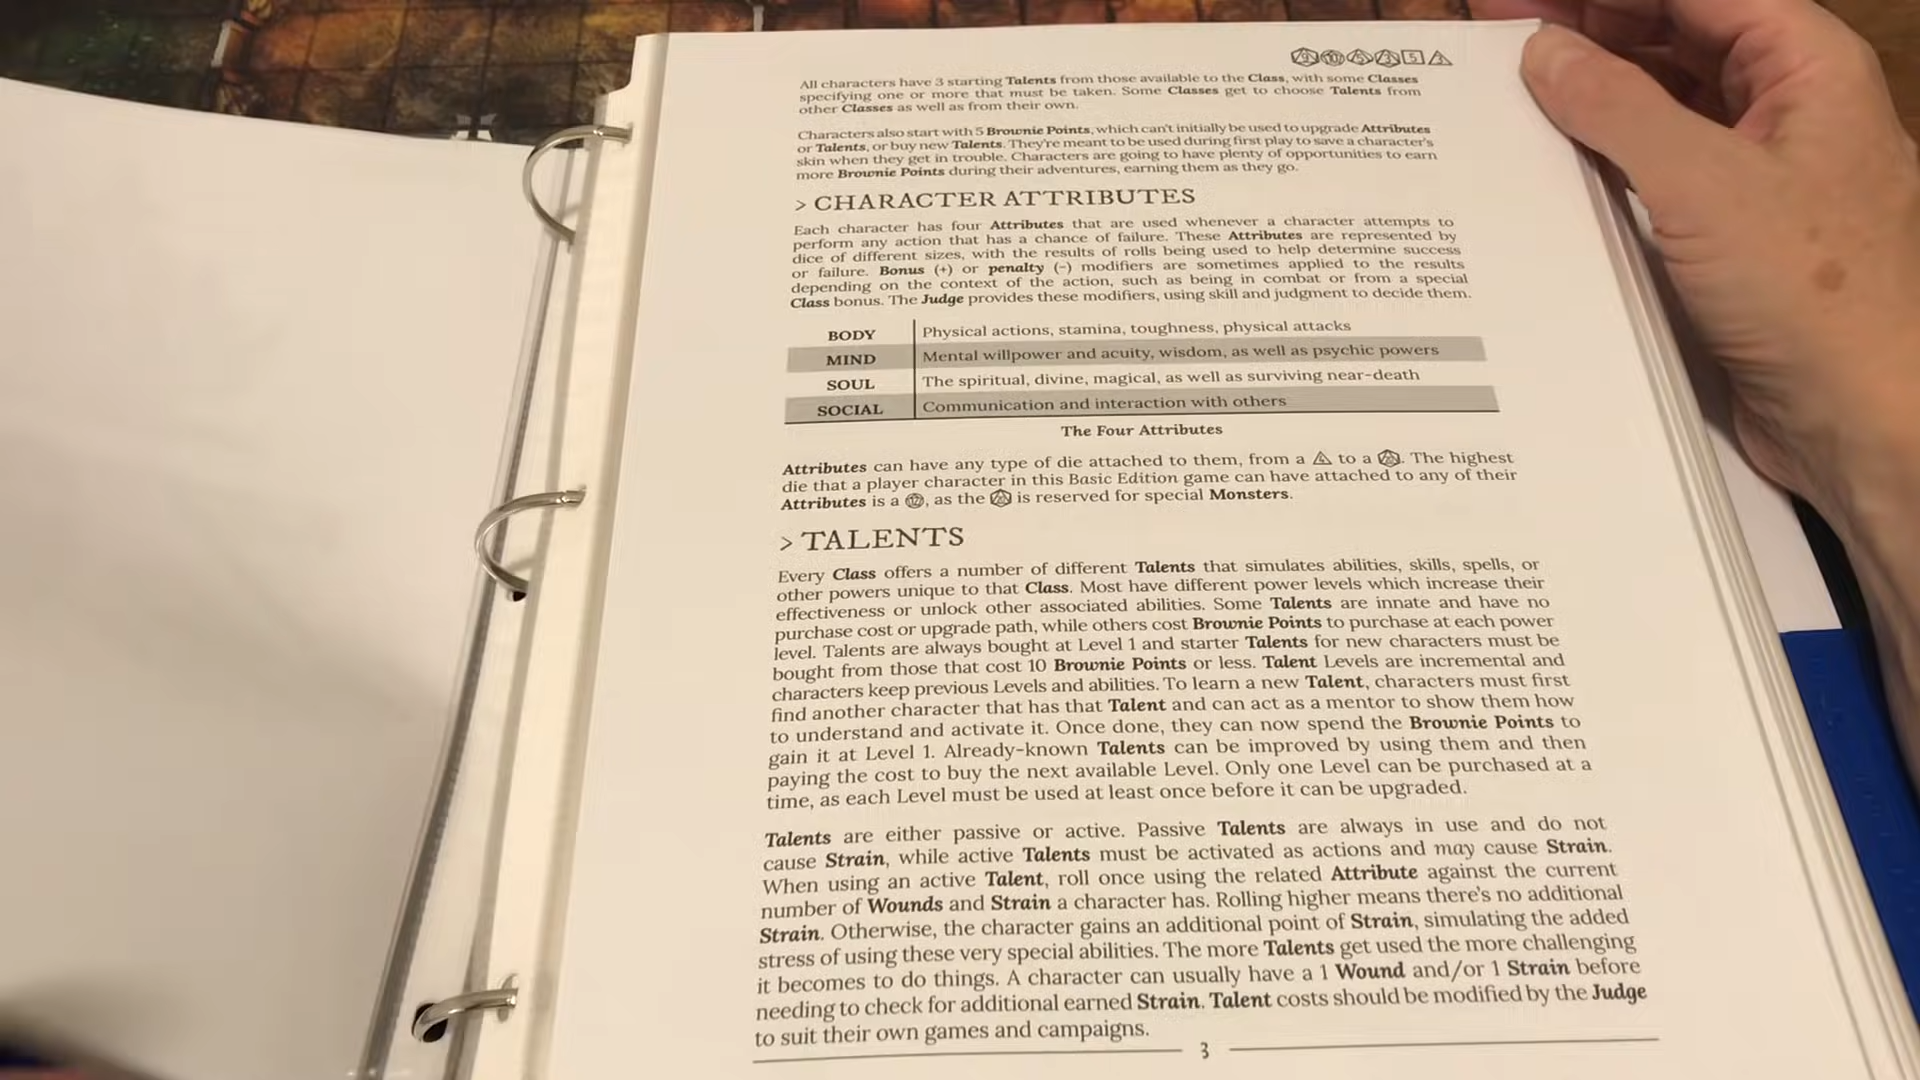 All characters have 3 starting Talents from those available to the Class, with some Classes
specifying one or more that must be taken. Some Classes get to choose Talents from
other Classes as well as from their own.
Characters also start with 5 Brownie Points, which can't initially be used to upgrade Attributes
or Talents, or buy new Talents. They're meant to be used during first play to save a character's
skin when they get in trouble. Characters are going to have plenty of opportunities to earn
more Brownie Points during their adventures, earning them as they go.
> CHARACTER ATTRIBUTES
Each character has four Attributes that are used whenever a character attempts to
perform any action that has a chance of failure. These Attributes are represented by
dice of different sizes, with the results of rolls being used to help determine success
or failure. Bonus (+) or penalty (-) modifiers are sometimes applied to the results
depending on the context of the action, such as being in combat or from a special
Class bonus. The Judge provides these modifiers, using skill and judgment to decide them.
BODY Physical actions, stamina, toughness, physical attacks
MIND Mental willpower and acuity, wisdom, as well as psychic powers
SOUL The spiritual, divine, magical, as well as surviving near-death
SOCIAL Communication and interaction with others
The Four Attributes
Attributes can have any type of die attached to them, from a to a . The highest
die that a player character in this Basic Edition game can have attached to any of their
Attributes is a 12, as the is reserved for special Monsters.
> TALENTS
Every Class offers a number of different Talents that simulates abilities, skills, spells, or
other powers unique to that Class. Most have different power levels which increase their
effectiveness or unlock other associated abilities. Some Talents are innate and have no
purchase cost or upgrade path, while others cost Brownie Points to purchase at each power
level. Talents are always bought at Level 1 and starter Talents for new characters must be
bought from those that cost 10 Brownie Points or less. Talent Levels are incremental and
characters keep previous Levels and abilities. To learn a new Talent, characters must first
find another character that has that Talent and can act as a mentor to show them how
to understand and activate it. Once done, they can now spend the Brownie Points to
gain it at Level 1. Already-known Talents can be improved by using them and then
paying the cost to buy the next available Level. Only one Level can be purchased at a
time, as each Level must be used at least once before it can be upgraded.
Talents are either passive or active. Passive Talents are always in use and do not
cause Strain, while active Talents must be activated as actions and may cause Strain.
When using an active Talent, roll once using the related Attribute against the current
number of Wounds and Strain a character has. Rolling higher means there's no additional
Strain. Otherwise, the character gains an additional point of Strain, simulating the added
stress of using these very special abilities. The more Talents get used the more challenging
it becomes to do things. A character can usually have a 1 Wound and/or 1 Strain before
needing to check for additional earned Strain. Talent costs should be modified by the Judge
to suit their own games and campaigns.
3